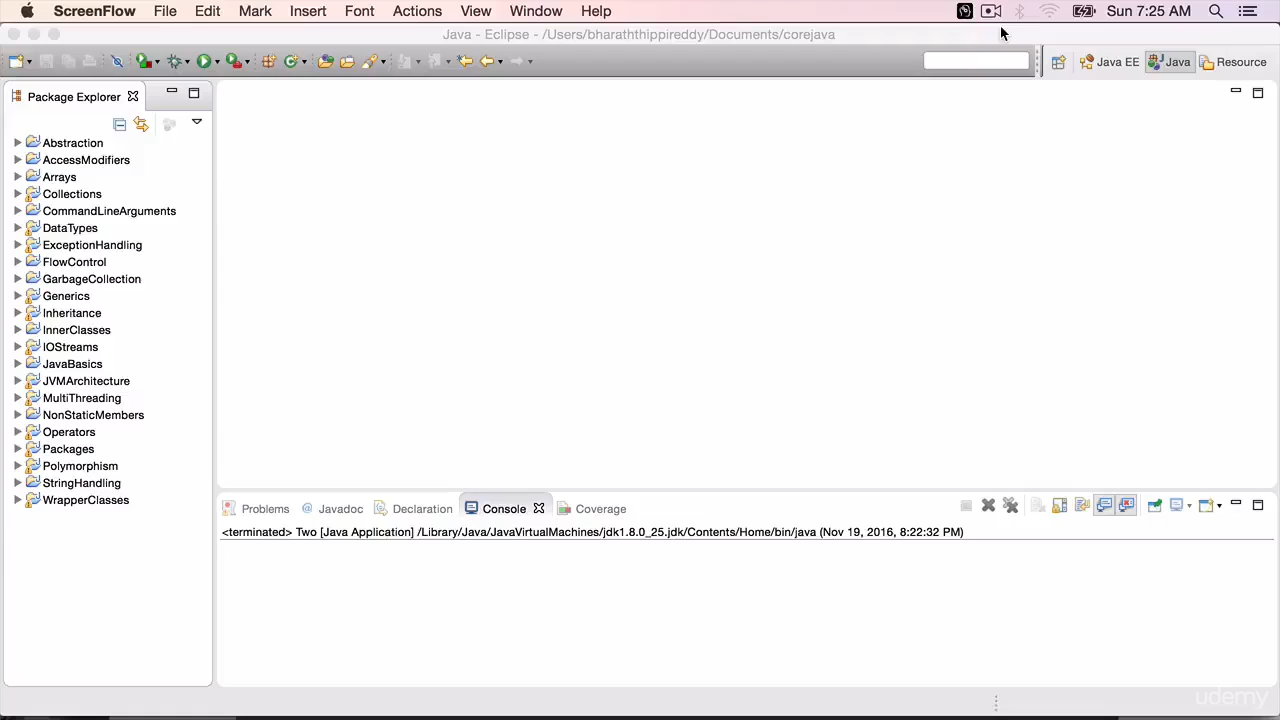 ScreenFlow File Edit Mark Insert Font Actions View Window Help Sun 7:25 AM
Java - Eclipse - /Users/bharaththippireddy/Documents/corejava
Java EE Java Resource
Package Explorer
Abstraction
AccessModifiers
Arrays
Collections
CommandLineArguments
DataTypes
ExceptionHandling
FlowControl
GarbageCollection
Generics
Inheritance
InnerClasses
IOStreams
JavaBasics
JVMArchitecture
MultiThreading
NonStaticMembers
Operators
Packages
Polymorphism
StringHandling
WrapperClasses
Problems @ Javadoc Declaration Console Coverage
<terminated> Two [Java Application] /Library/Java/JavaVirtualMachines/jdk1.8.0_25.jdk/Contents/Home/bin/java (Nov 19, 2016, 8:22:32 PM)
udemy